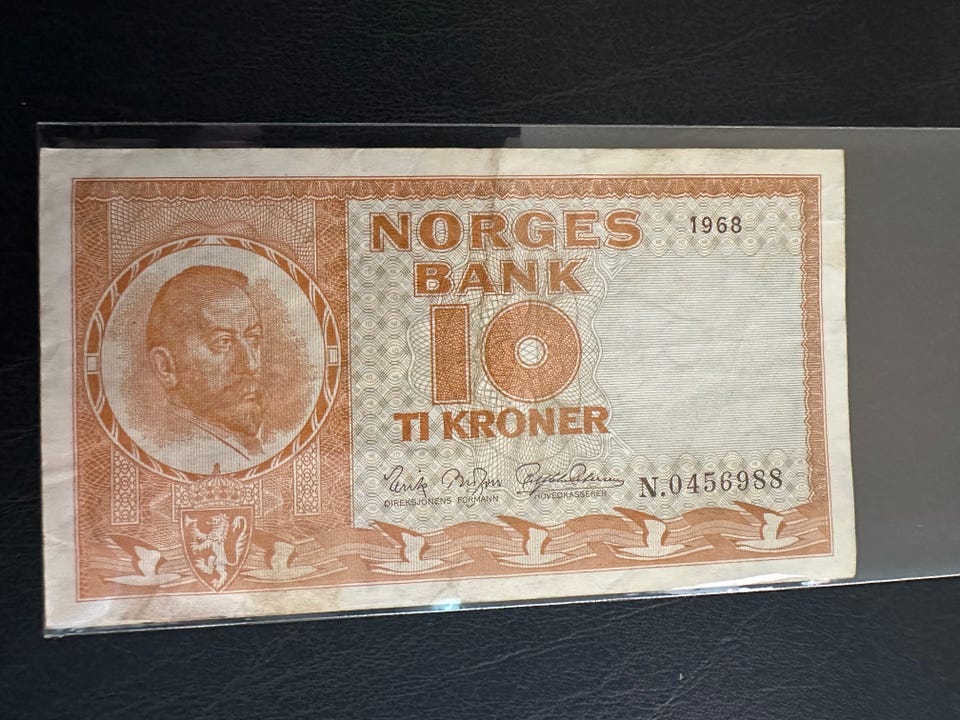 NORGES
BANK
1968
10
TI KRONER
DIREKSJONENS FORMANN
HOVEDKASSERER
N.0456988